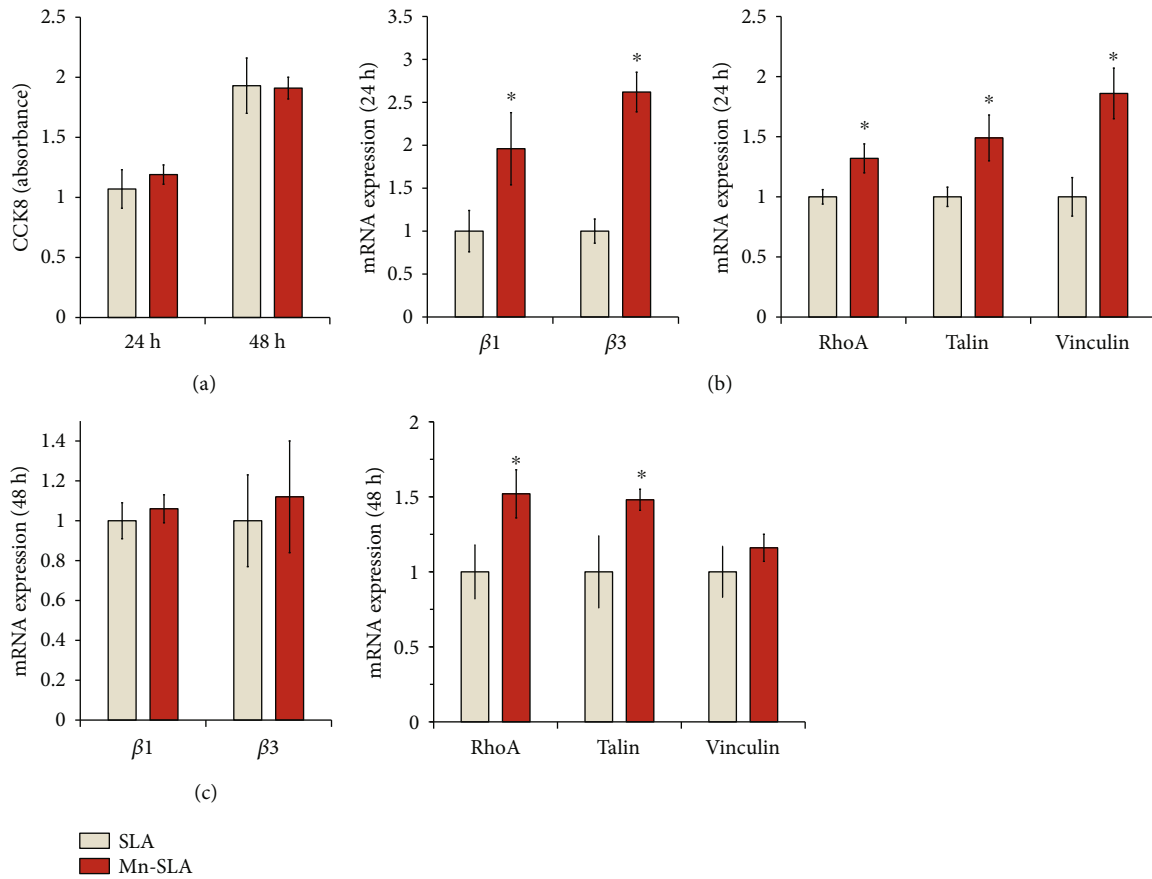 CCK8 (absorbance)
2.5
2
1.5
1
0.5
0
24 h
48 h
(a)
mRNA expression (24 h)
3.5
3
2.5
2
1.5
1
0.5
0
*
*
β1
β3
mRNA expression (24 h)
2.5
2
1.5
1
0.5
0
*
*
*
RhoA
Talin
Vinculin
(b)
mRNA expression (48 h)
1.4
1.2
1
0.8
0.6
0.4
0.2
0
β1
β3
(c)
mRNA expression (48 h)
2
1.5
1
0.5
0
*
*
RhoA
Talin
Vinculin
SLA
Mn-SLA